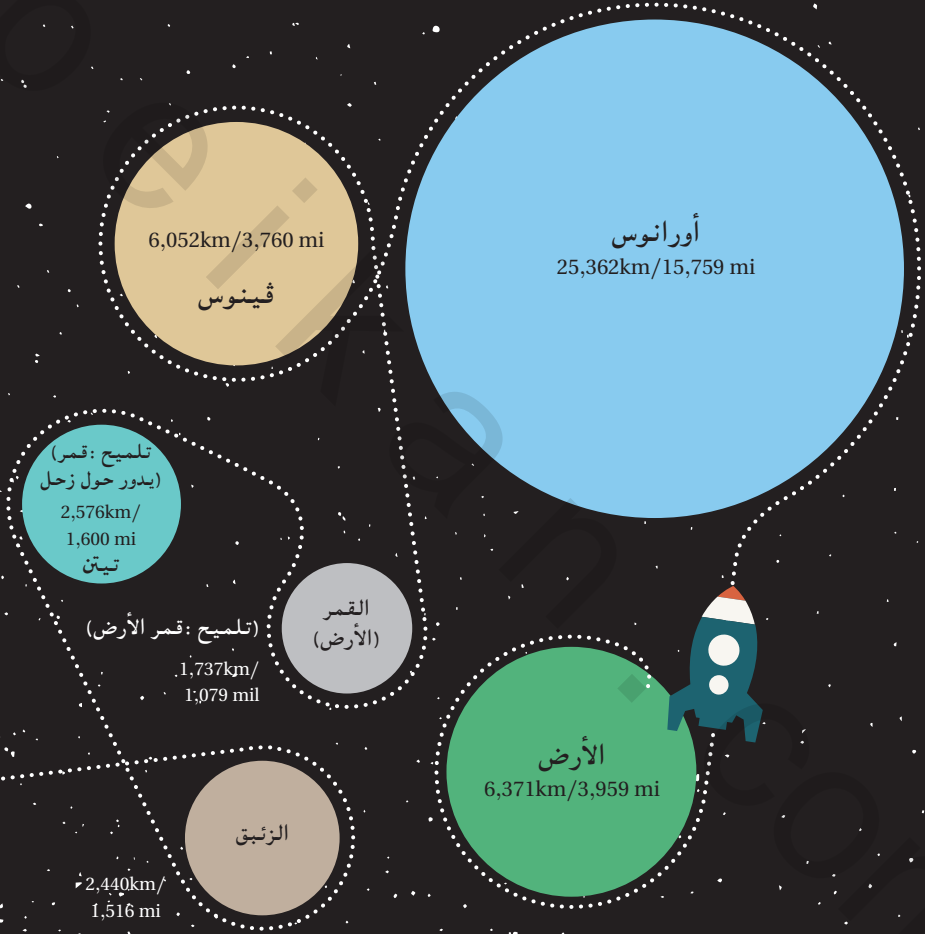 أورانوس
25,362km/15,759 mi
6,052km/3,760 mi
ڤينوس
(تلميح :قمر
يدور حول زحل)
2,576km/
1,600 mi
تيتن
القمر
(الأرض)
(تلميح :قمر الأرض)
1,737km/
1,079 mil
الأرض
6,371km/3,959 mi
الزئبق
2,440km/
1,516 mi